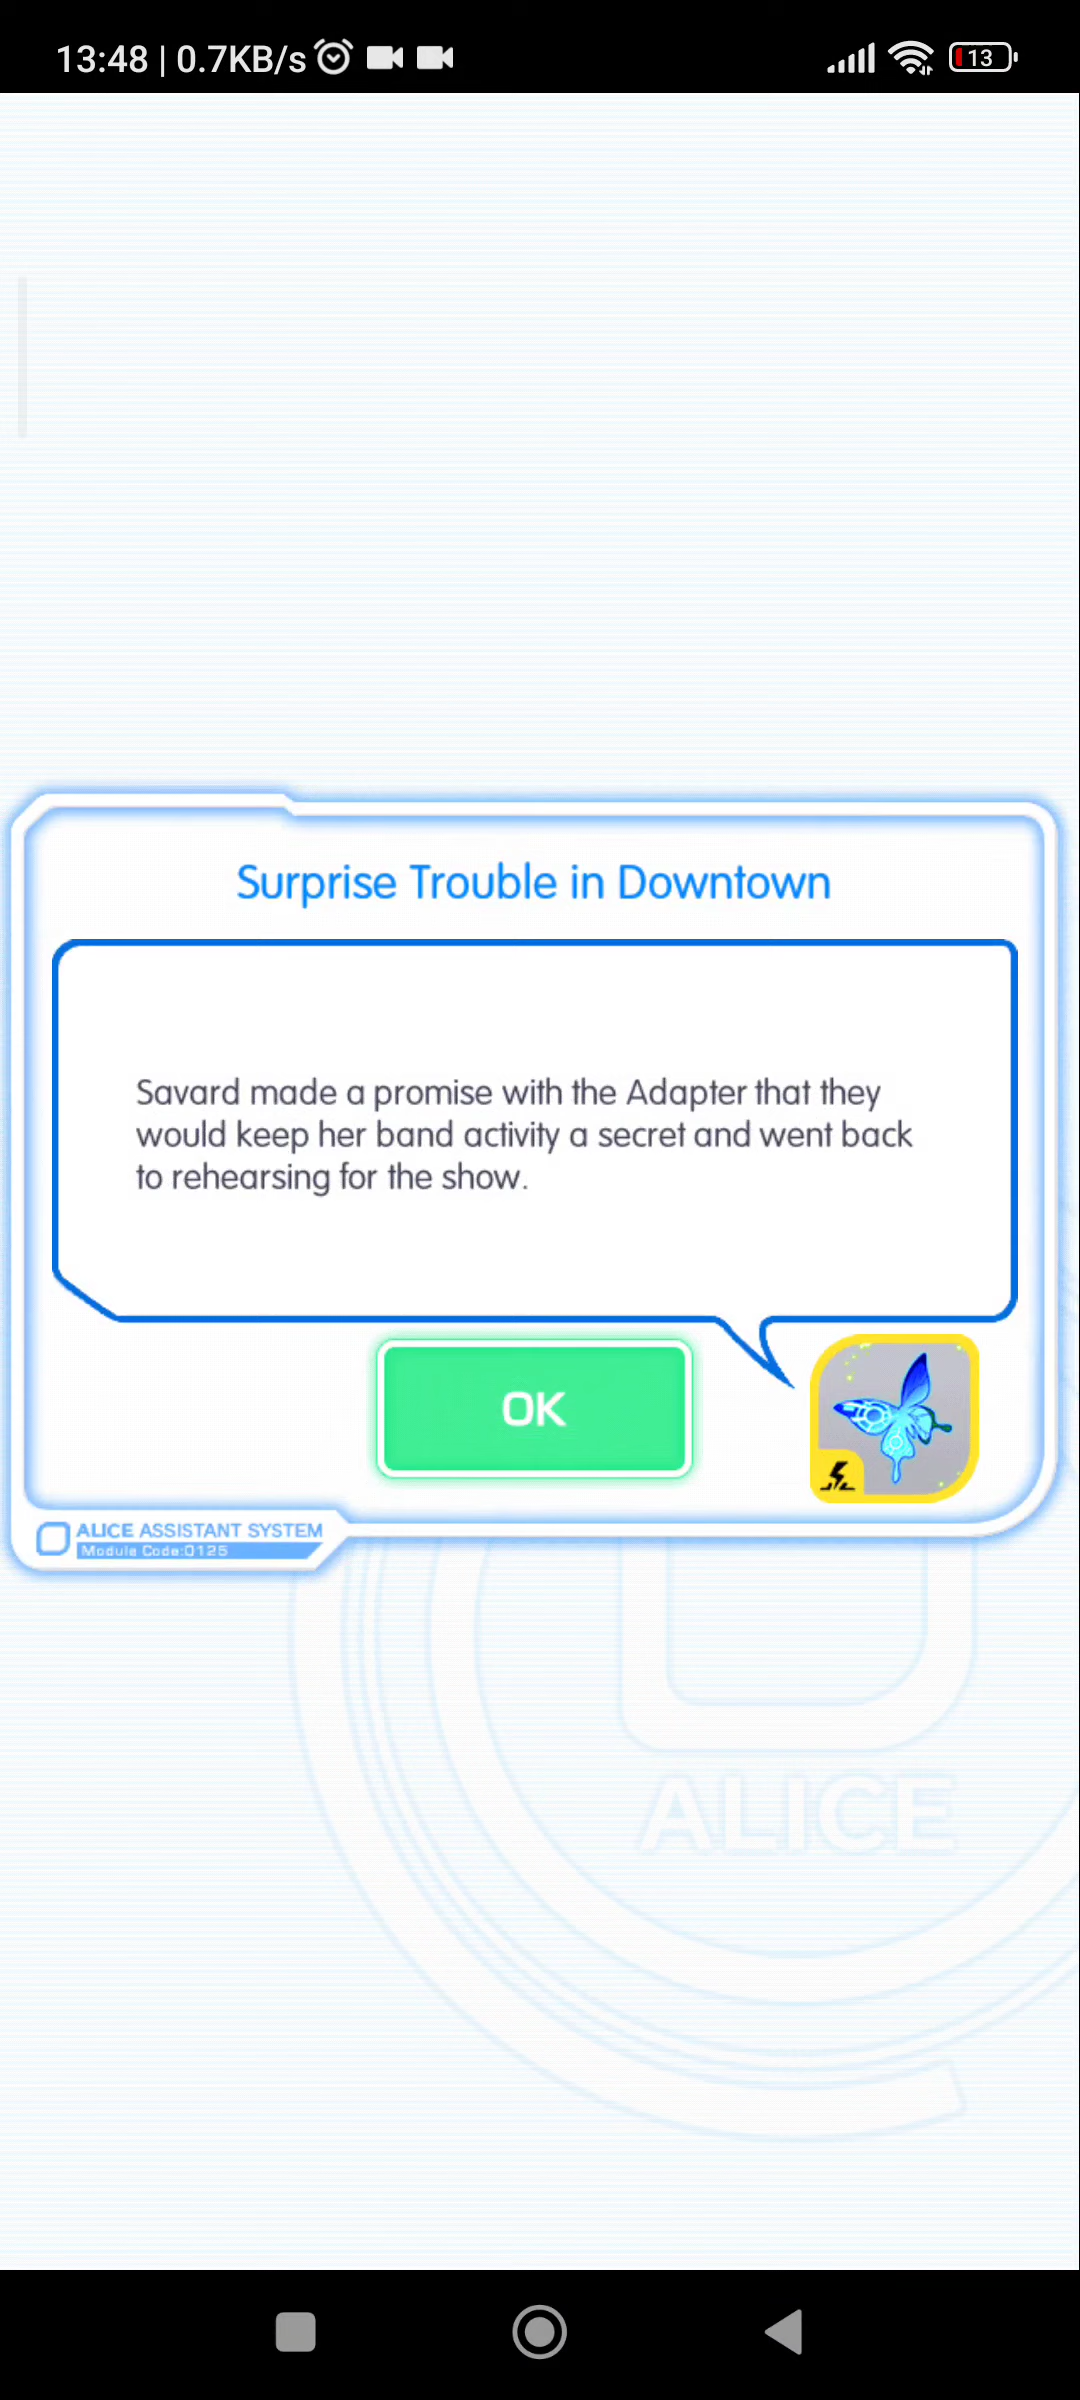 13:48 | 0.7KB/s 13
Surprise Trouble in Downtown
Savard made a promise with the Adapter that they
would keep her band activity a secret and went back
to rehearsing for the show.
OK
ALICE ASSISTANT SYSTEM
Module Code:0125
ALICE